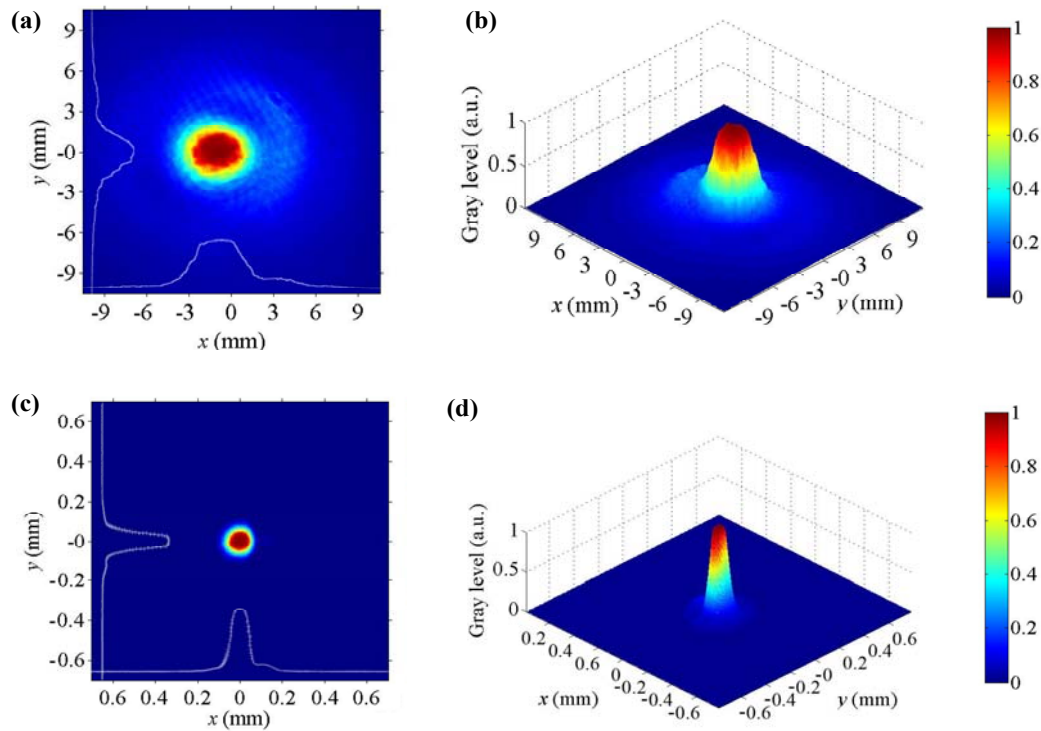 (a)
9
6
3
-0
-3
-6
-9
y (mm)
-9 -6 -3 0 3 6 9
x (mm)
(b)
1
0.5
0
Gray level (a.u.)
9 6 3 0 -3 -6 -9
x (mm)
-9 -6 -3 -0 3 6 9
y (mm)
1
0.8
0.6
0.4
0.2
0
(c)
0.6
0.4
0.2
-0
-0.2
-0.4
-0.6
y (mm)
0.6 0.4 0.2 0 0.2 0.4 0.6
x (mm)
(d)
1
0.5
0
Gray level (a.u.)
0.2 0.4 0.2 0 -0.2 -0.4 -0.6
x (mm)
-0.6 -0.4 -0.2 -0 0.2 0.4 0.6
y (mm)
1
0.8
0.6
0.4
0.2
0